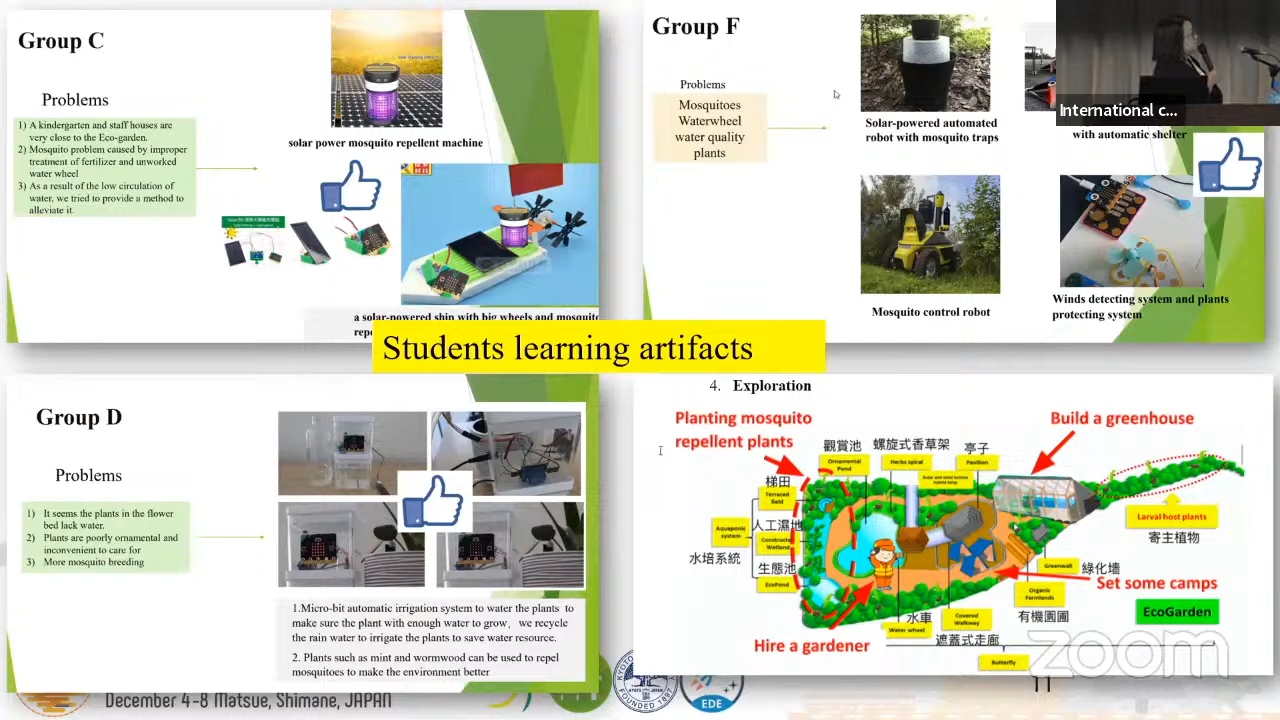 Group C
Problems
1) A kindergarten and staff houses are
very close to the Eco-garden.
2) Mosquito problem caused by improper
treatment of fertilizer and unworked
water wheel
3) As a result of the low circulation of
water, we tried to provide a method to
alleviate it.
solar power mosquito repellent machine
a solar-powered ship with big wheels and mosquito
Group F
Problems
Mosquitoes
Waterwheel
water quality
plants
Solar-powered automated
robot with mosquito traps
with automatic shelter
Mosquito control robot
Winds detecting system and plants
protecting system
International c...
Students learning artifacts
Group D
Problems
1) It seems the plants in the flower
bed lack water.
2) Plants are poorly ornamental and
inconvenient to care for
3) More mosquito breeding
1.Micro-bit automatic irrigation system to water the plants to
make sure the plant with enough water to grow, we recycle
the rain water to irrigate the plants to save water resource.
2. Plants such as mint and wormwood can be used to repel
mosquitoes to make the environment better
4. Exploration
Planting mosquito
repellent plants
Build a greenhouse
觀賞池
Ornamental
Pond
螺旋式香草架
Herbs spiral
亭子
Pavilion
梯田
Terraced
field
Aquaponic
system
水培系統
人工濕地
Constructed
Wetland
生態池
EcoPond
Larval host plants
寄主植物
Greenwall
綠化墻
Set some camps
Organic
Farmlands
有機園圃
EcoGarden
水車
Water wheel
Covered
Walkway
遮蓋式走廊
Hire a gardener
Butterfly
zoom
December 4-8 Matsue, Shimane, JAPAN
EDE